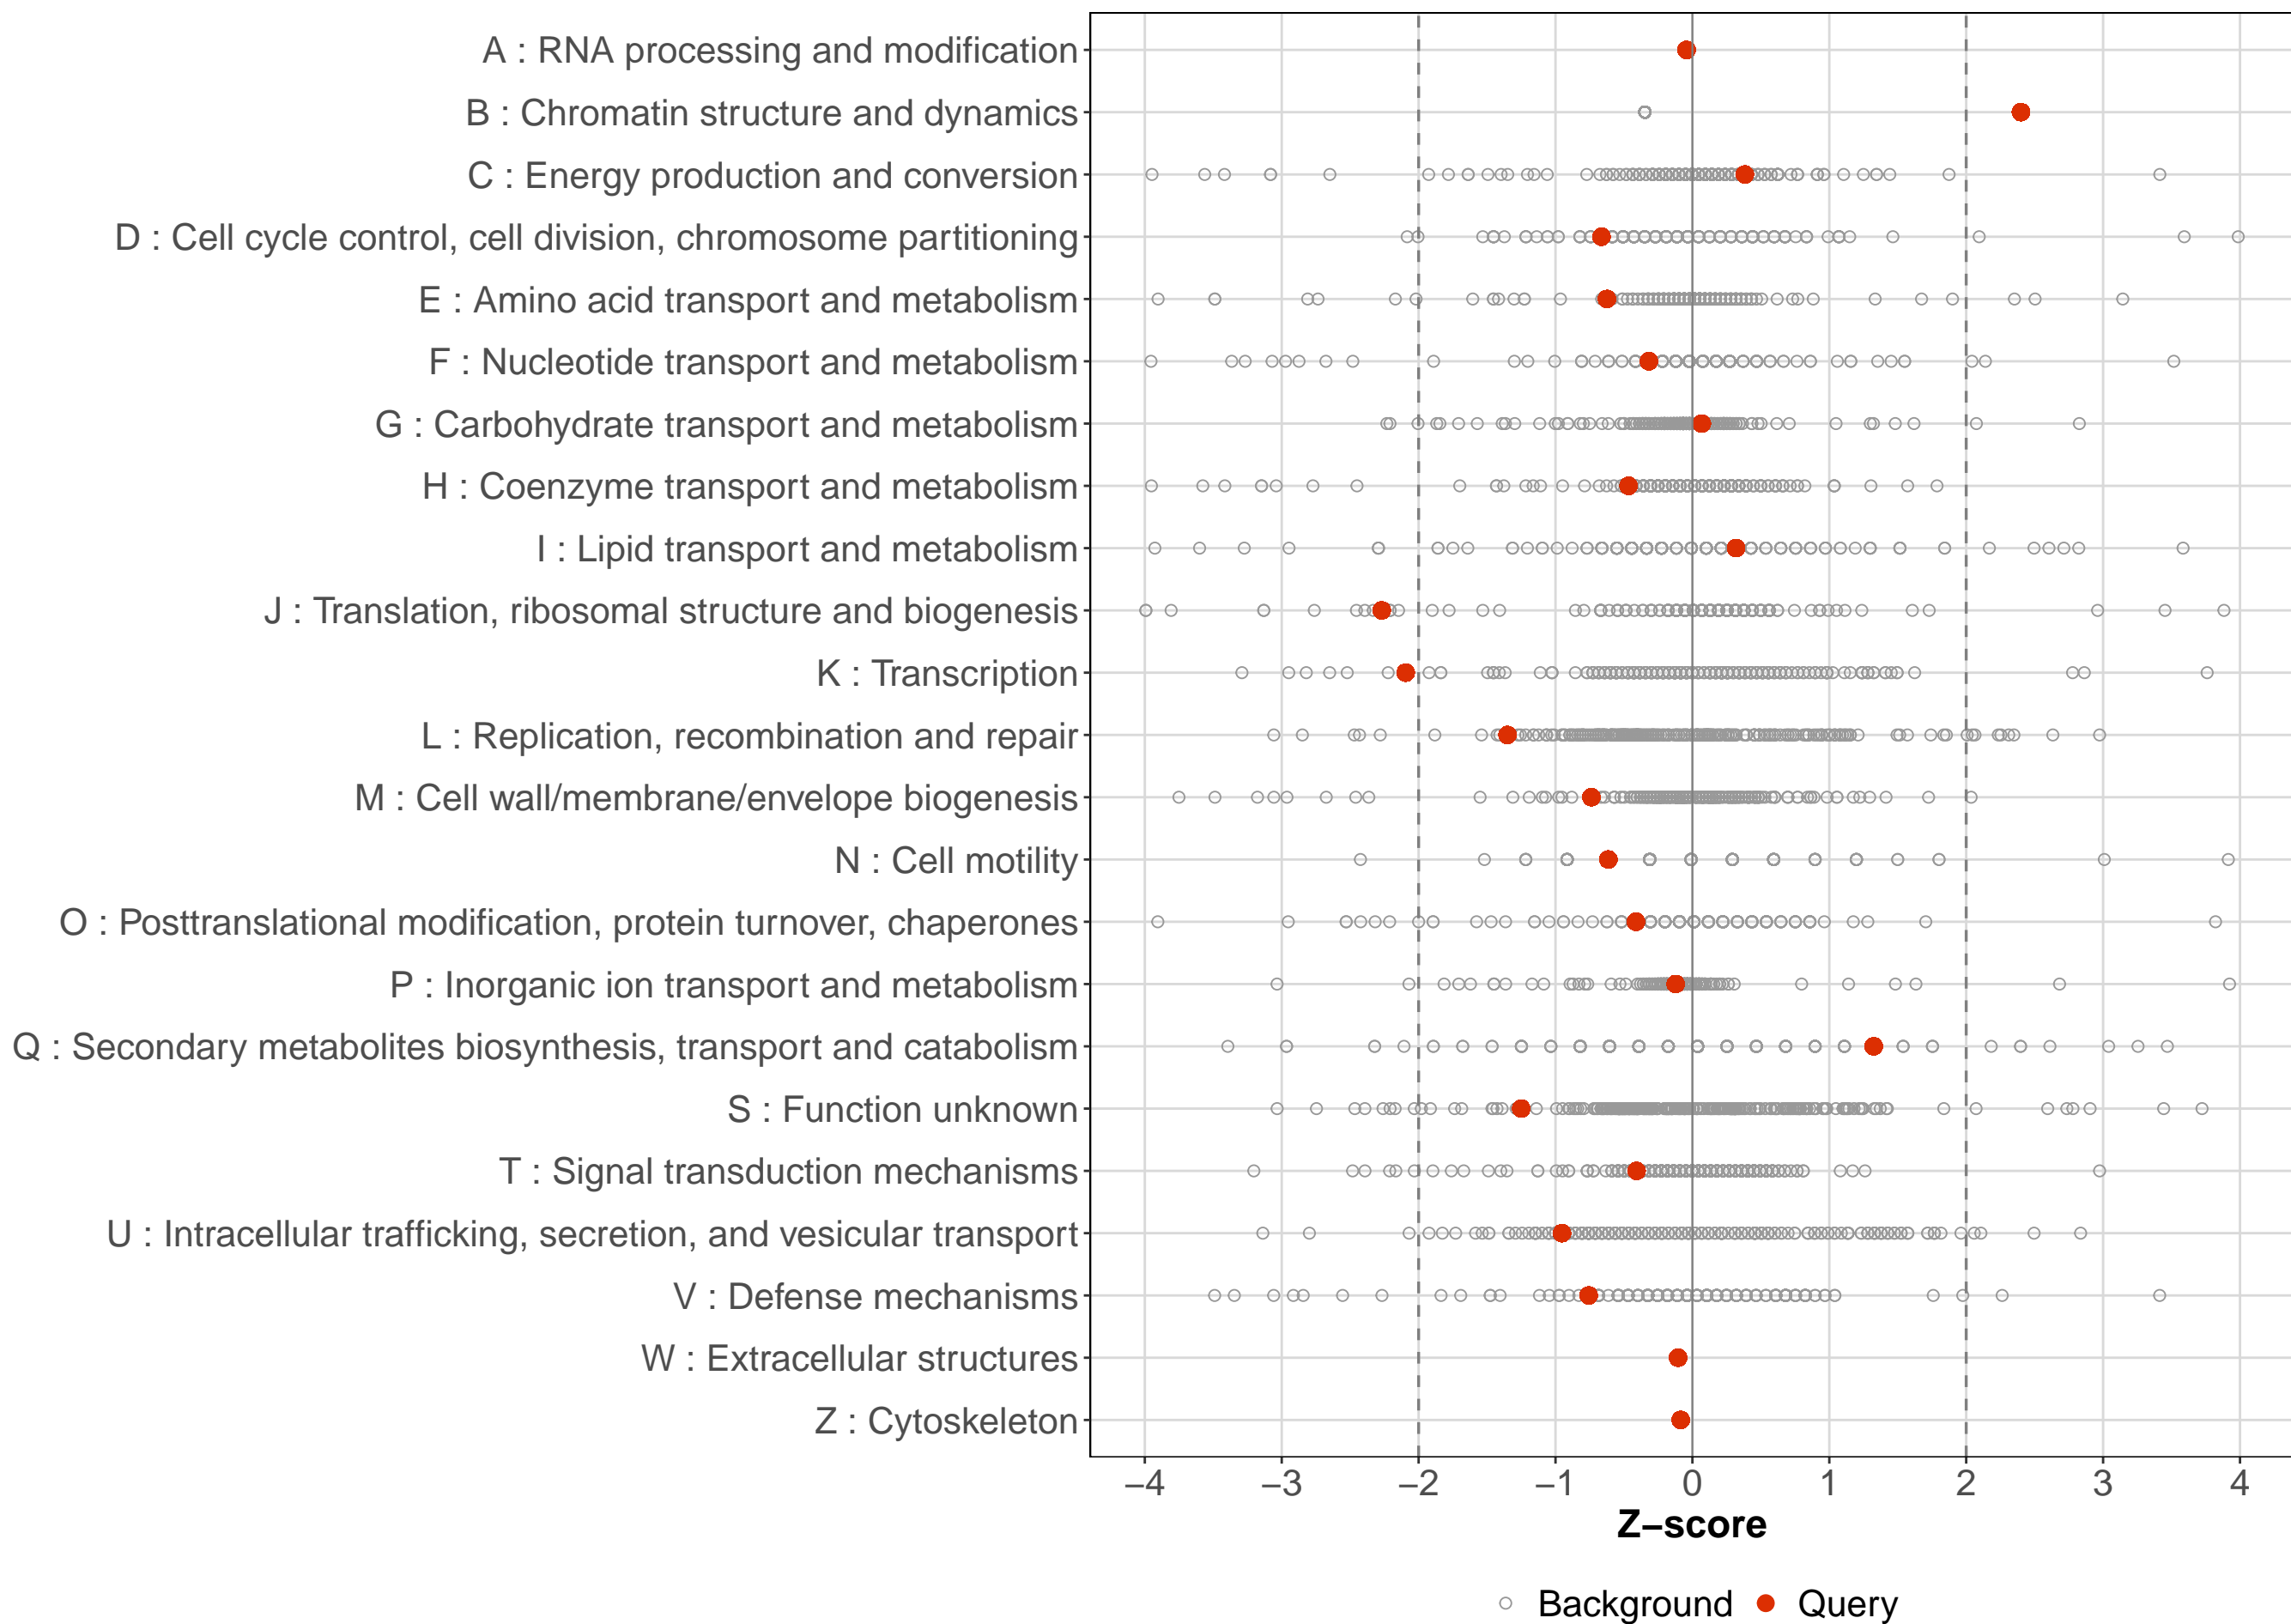 A : RNA processing and modification
B : Chromatin structure and dynamics
C : Energy production and conversion
D : Cell cycle control, cell division, chromosome partitioning
E : Amino acid transport and metabolism
F : Nucleotide transport and metabolism
G : Carbohydrate transport and metabolism
H : Coenzyme transport and metabolism
I : Lipid transport and metabolism
J : Translation, ribosomal structure and biogenesis
K : Transcription
L : Replication, recombination and repair
M : Cell wall/membrane/envelope biogenesis
N : Cell motility
O : Posttranslational modification, protein turnover, chaperones
P : Inorganic ion transport and metabolism
Q : Secondary metabolites biosynthesis, transport and catabolism
S : Function unknown
T : Signal transduction mechanisms
U : Intracellular trafficking, secretion, and vesicular transport
V : Defense mechanisms
W : Extracellular structures
Z : Cytoskeleton
−4 −3 −2 −1 0 1 2 3 4
Z−score
Background Query